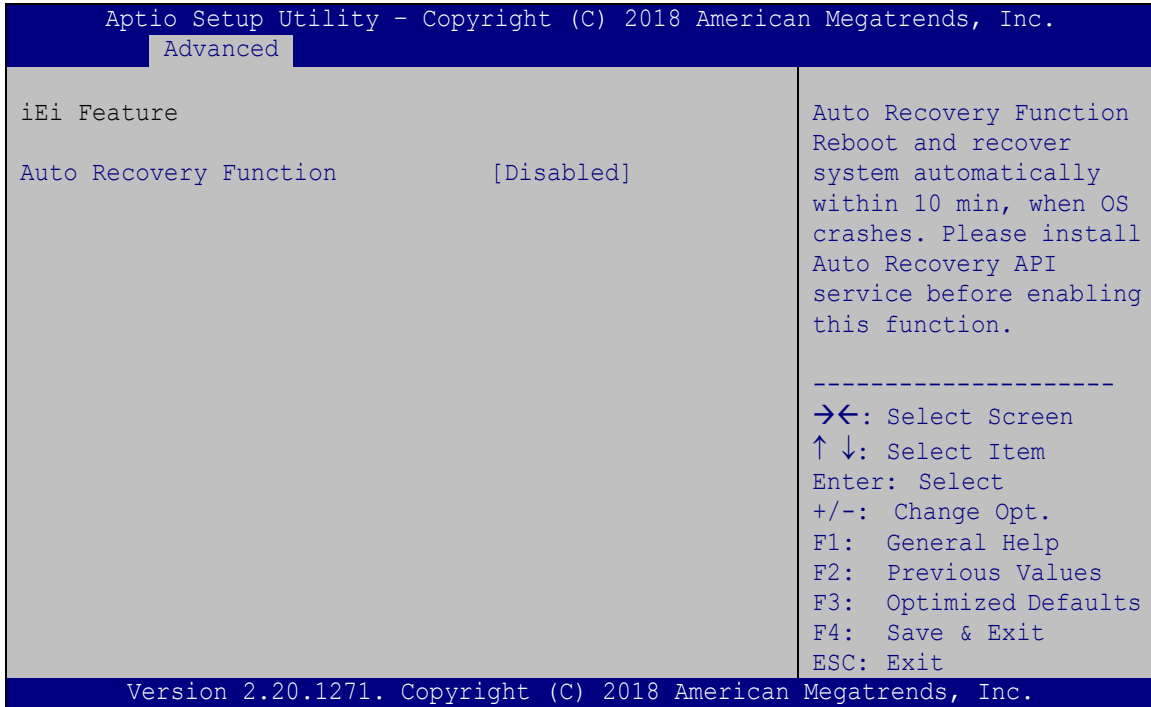 Aptio Setup Utility – Copyright (C) 2018 American Megatrends, Inc.
Advanced
iEi Feature
Auto Recovery Function [Disabled]
Auto Recovery Function
Reboot and recover
system automatically
within 10 min, when OS
crashes. Please install
Auto Recovery API
service before enabling
this function.
---------------------
→←: Select Screen
↑ ↓: Select Item
Enter: Select
+/-: Change Opt.
F1: General Help
F2: Previous Values
F3: Optimized Defaults
F4: Save & Exit
ESC: Exit
Version 2.20.1271. Copyright (C) 2018 American Megatrends, Inc.